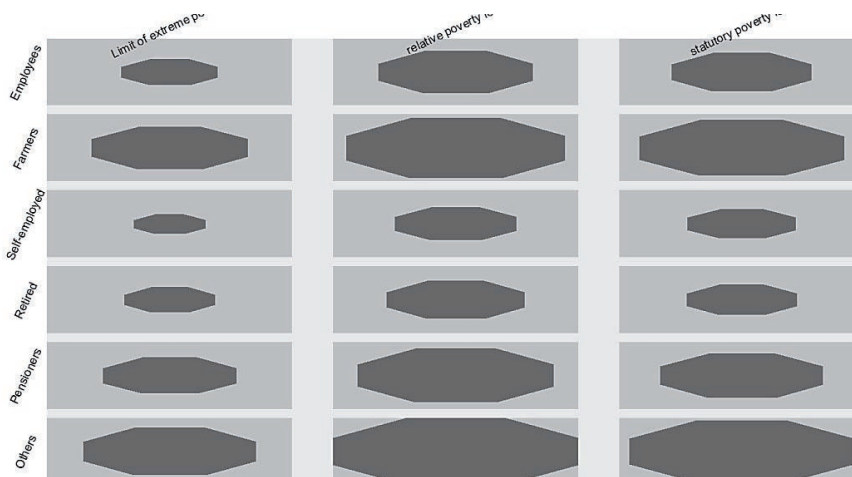 Limit of extreme
relative poverty
statutory poverty
Employees
Farmers
Self-employed
Retired
Pensioners
Others